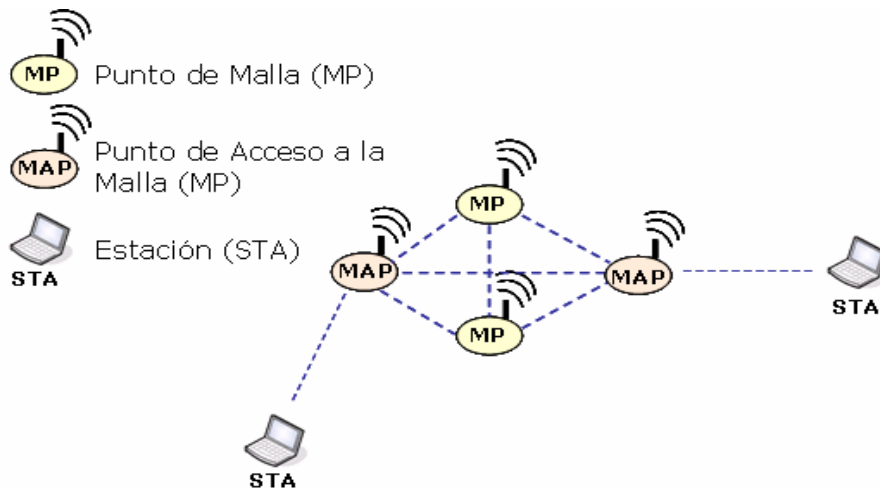 MP
Punto de Malla (MP)
MAP
Punto de Acceso a la
Malla (MP)
STA
Estación (STA)
MP
MAP
MAP
MP
STA
STA